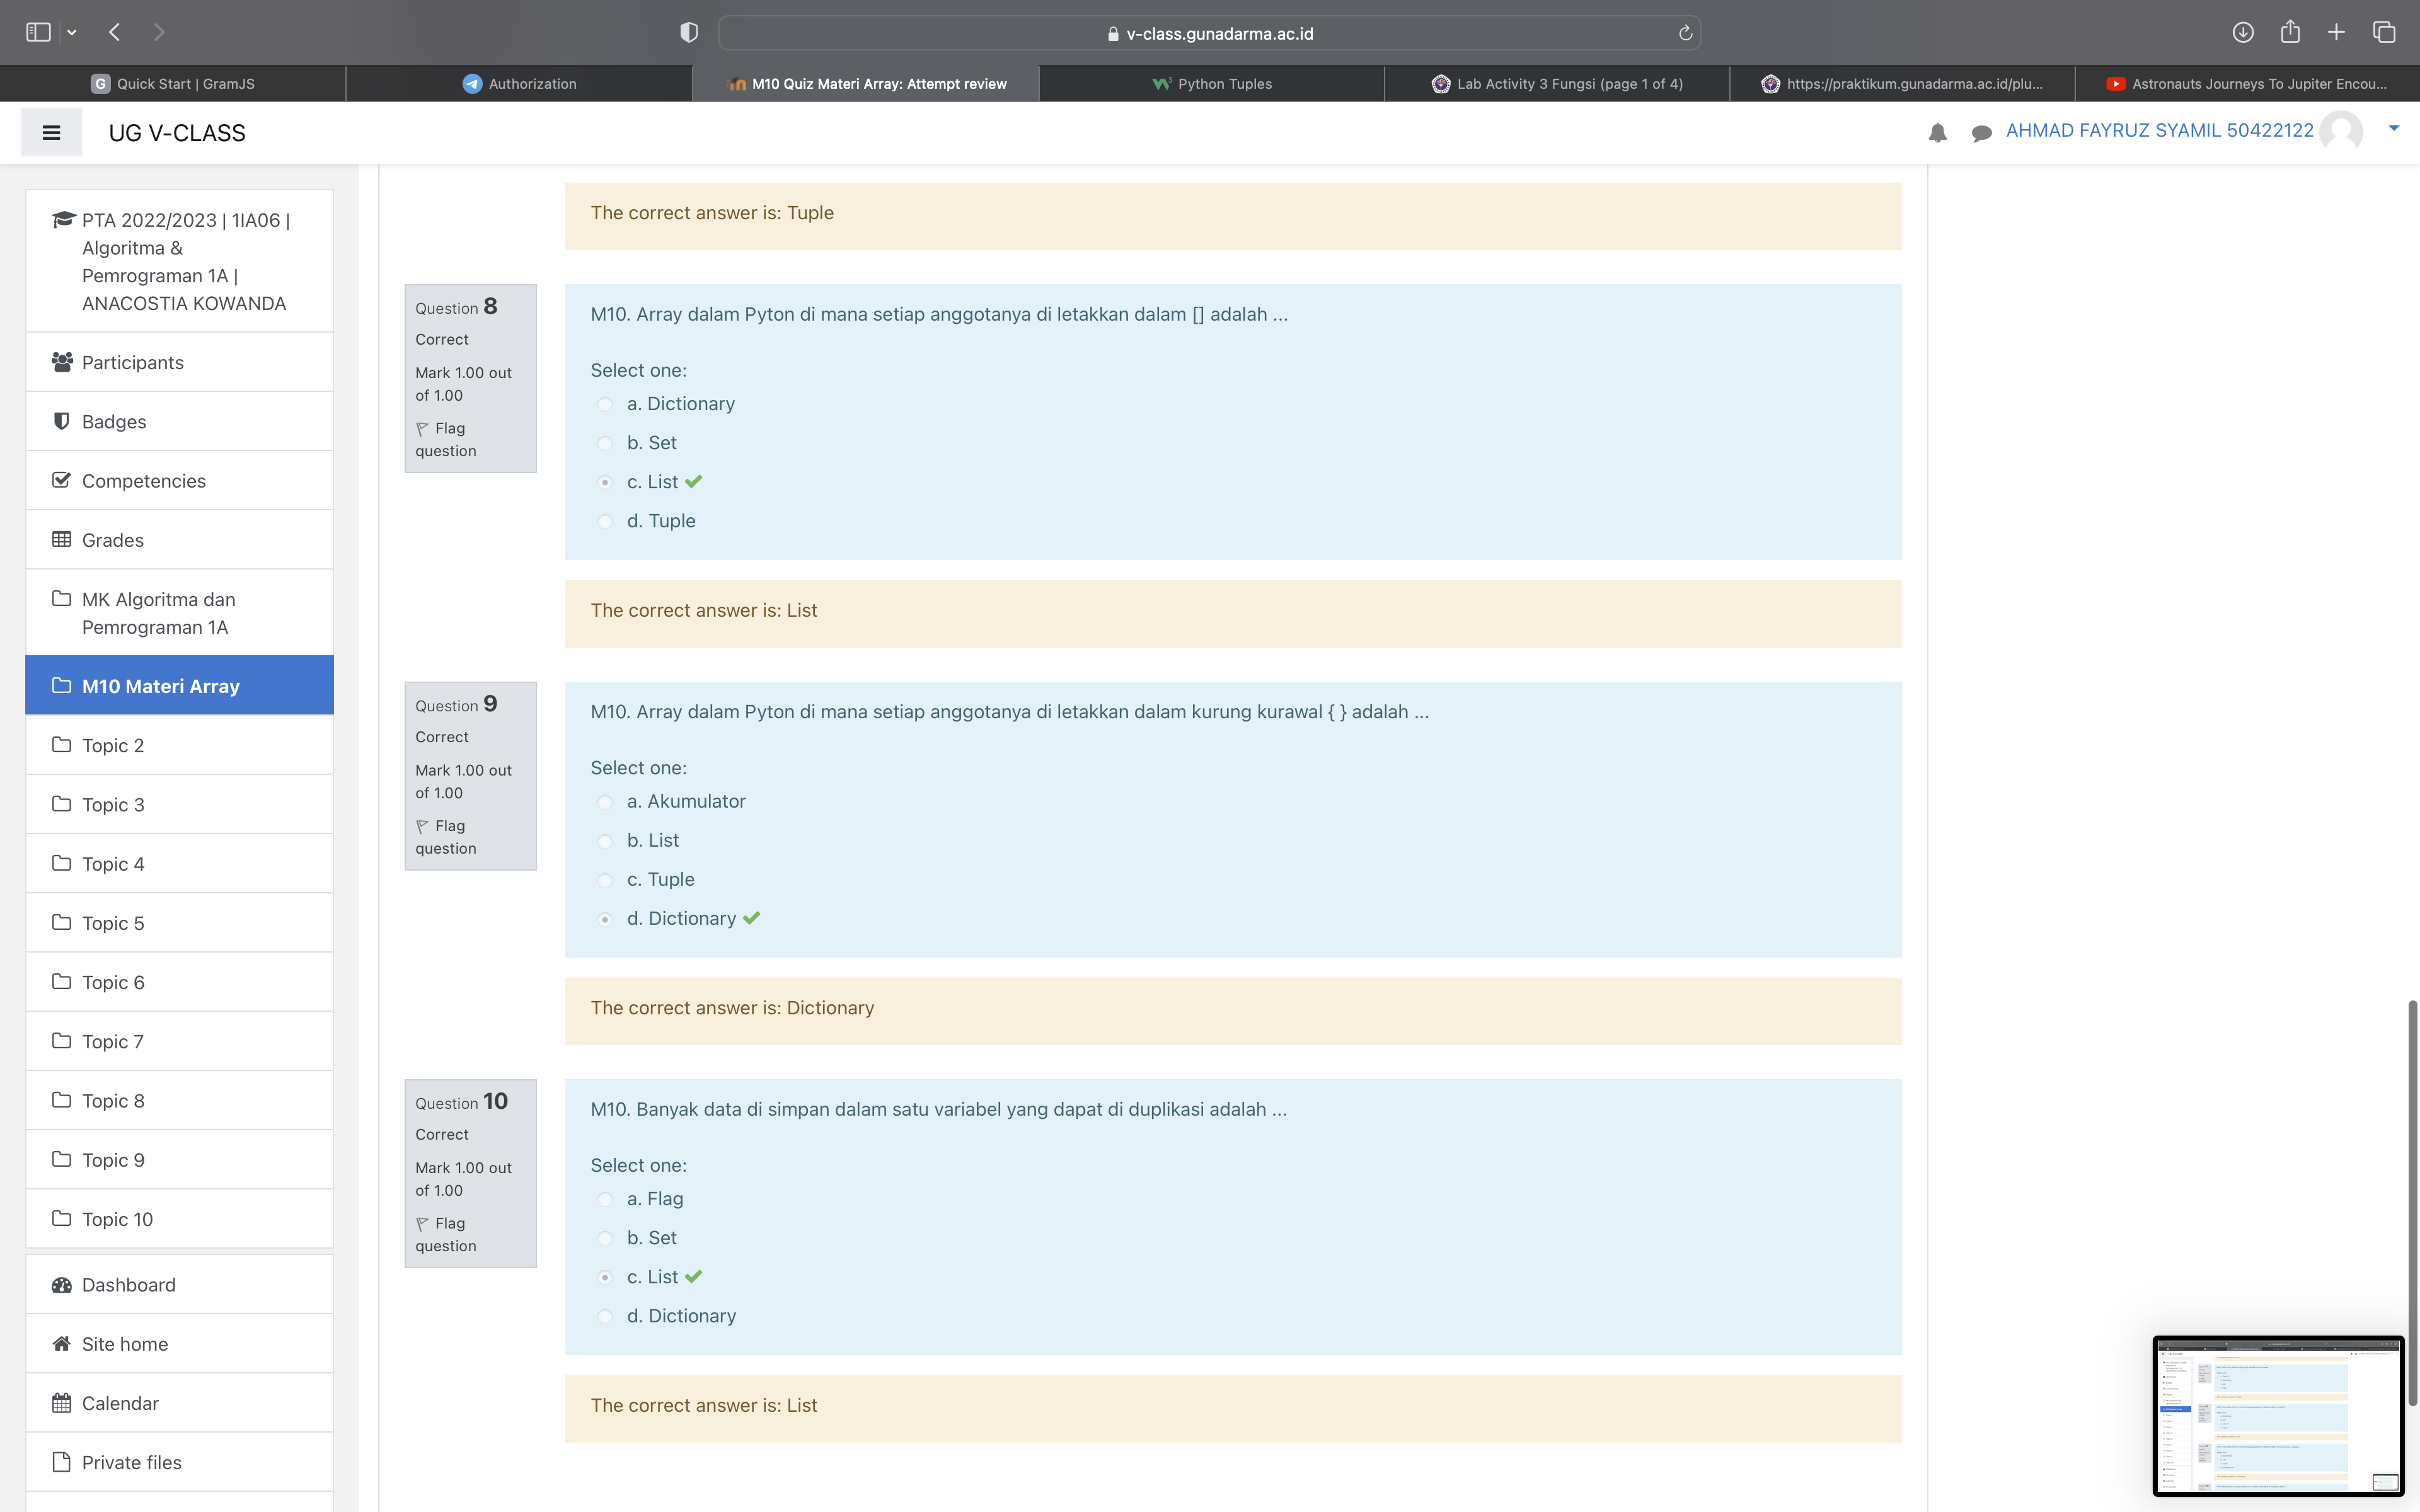 v-class.gunadarma.ac.id
G Quick Start | GramJS
Authorization
M10 Quiz Materi Array: Attempt review
Python Tuples
Lab Activity 3 Fungsi (page 1 of 4)
https://praktikum.gunadarma.ac.id/plu...
Astronauts Journeys To Jupiter Encou...
UG V-CLASS
AHMAD FAYRUZ SYAMIL 50422122
PTA 2022/2023 | 1IA06 |
Algoritma &
Pemrograman 1A |
ANACOSTIA KOWANDA
Participants
Badges
Competencies
Grades
MK Algoritma dan
Pemrograman 1A
M10 Materi Array
Topic 2
Topic 3
Topic 4
Topic 5
Topic 6
Topic 7
Topic 8
Topic 9
Topic 10
Dashboard
Site home
Calendar
Private files
The correct answer is: Tuple
Question 8
Correct
Mark 1.00 out
of 1.00
Flag
question
M10. Array dalam Pyton di mana setiap anggotanya di letakkan dalam [] adalah ...
Select one:
a. Dictionary
b. Set
c. List
d. Tuple
The correct answer is: List
Question 9
Correct
Mark 1.00 out
of 1.00
Flag
question
M10. Array dalam Pyton di mana setiap anggotanya di letakkan dalam kurung kurawal { } adalah ...
Select one:
a. Akumulator
b. List
c. Tuple
d. Dictionary
The correct answer is: Dictionary
Question 10
Correct
Mark 1.00 out
of 1.00
Flag
question
M10. Banyak data di simpan dalam satu variabel yang dapat di duplikasi adalah ...
Select one:
a. Flag
b. Set
c. List
d. Dictionary
The correct answer is: List